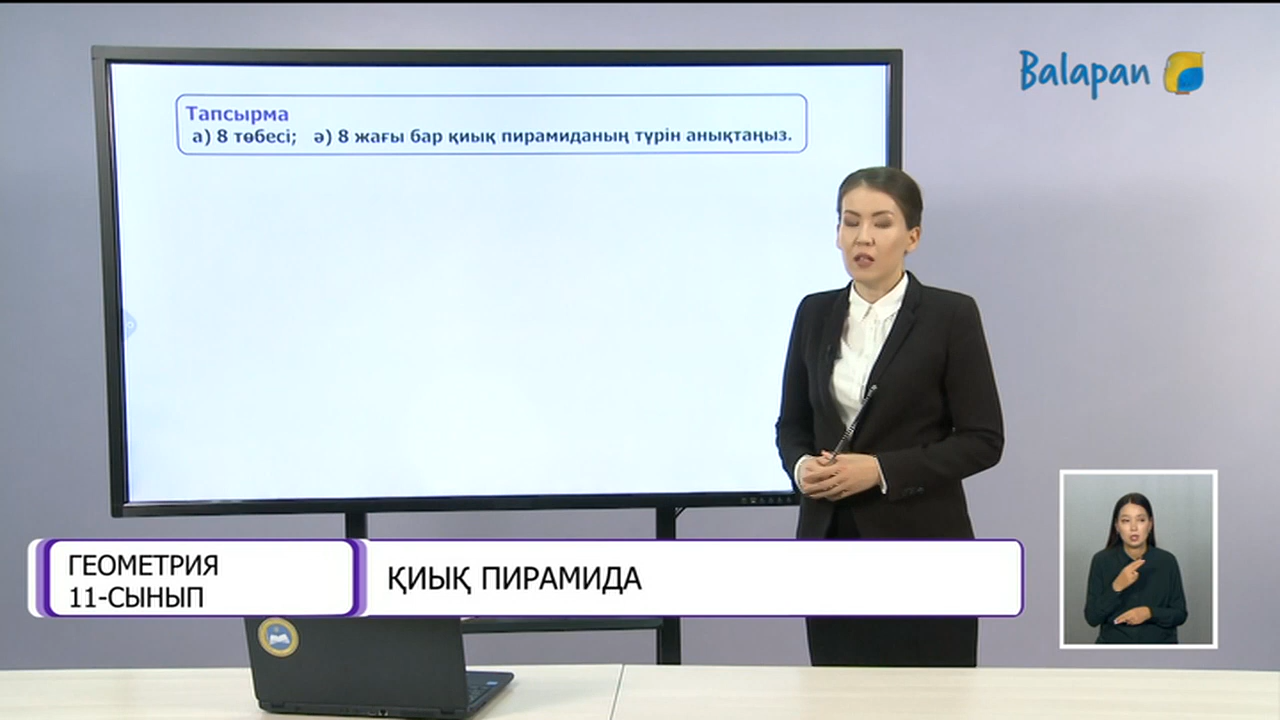 Balapan
Тапсырма
а) 8 төбесі; ә) 8 жағы бар қиық пирамиданың түрін анықтаңыз.
ГЕОМЕТРИЯ
11-СЫНЫП
ҚИЫҚ ПИРАМИДА